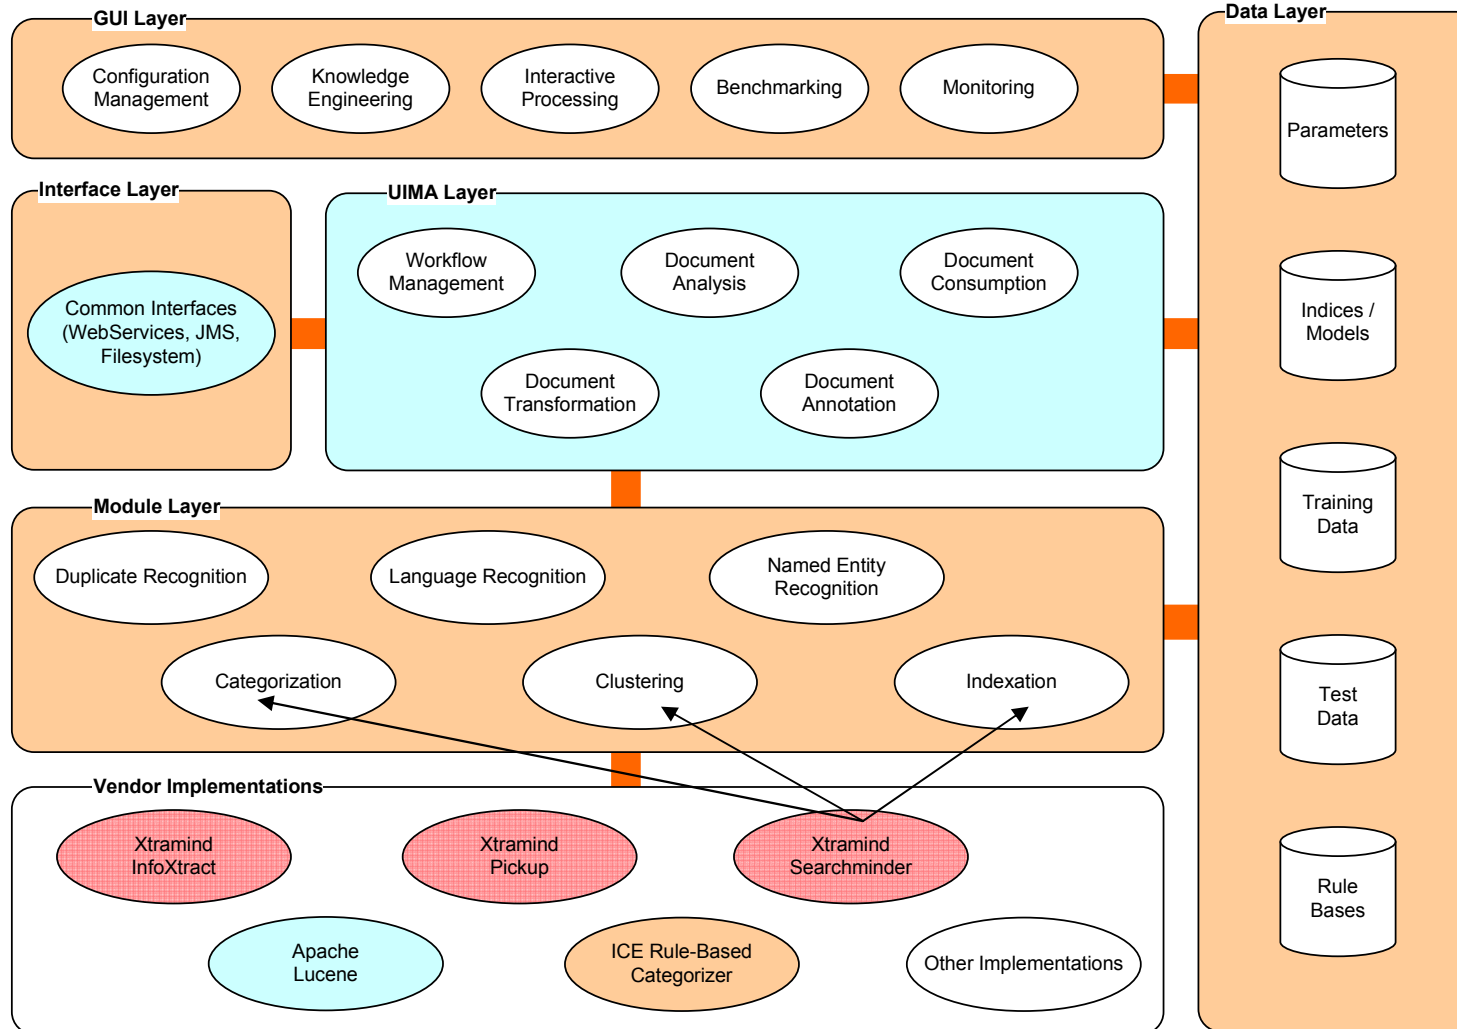 GUI Layer
Configuration
Management
Knowledge
Engineering
Interactive
Processing
Benchmarking
Monitoring
Data Layer
Parameters
Indices /
Models
Training
Data
Test
Data
Rule
Bases
Interface Layer
Common Interfaces
(WebServices, JMS,
Filesystem)
UIMA Layer
Workflow
Management
Document
Analysis
Document
Consumption
Document
Transformation
Document
Annotation
Module Layer
Duplicate Recognition
Language Recognition
Named Entity
Recognition
Categorization
Clustering
Indexation
Vendor Implementations
Xtramind
InfoXtract
Xtramind
Pickup
Xtramind
Searchminder
Apache
Lucene
ICE Rule-Based
Categorizer
Other Implementations